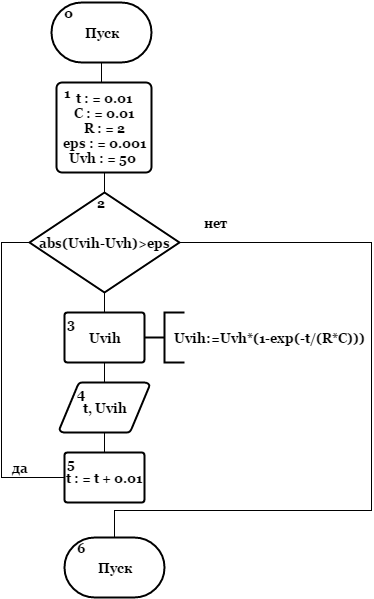 0
Пуск
1 t : = 0.01
C : = 0.01
R : = 2
eps : = 0.001
Uvh : = 50
2
нет
abs(Uvih-Uvh)>eps
3
Uvih
Uvih:=Uvh*(1-exp(-t/(R*C)))
4
t, Uvih
5
да
t : = t + 0.01
6
Пуск